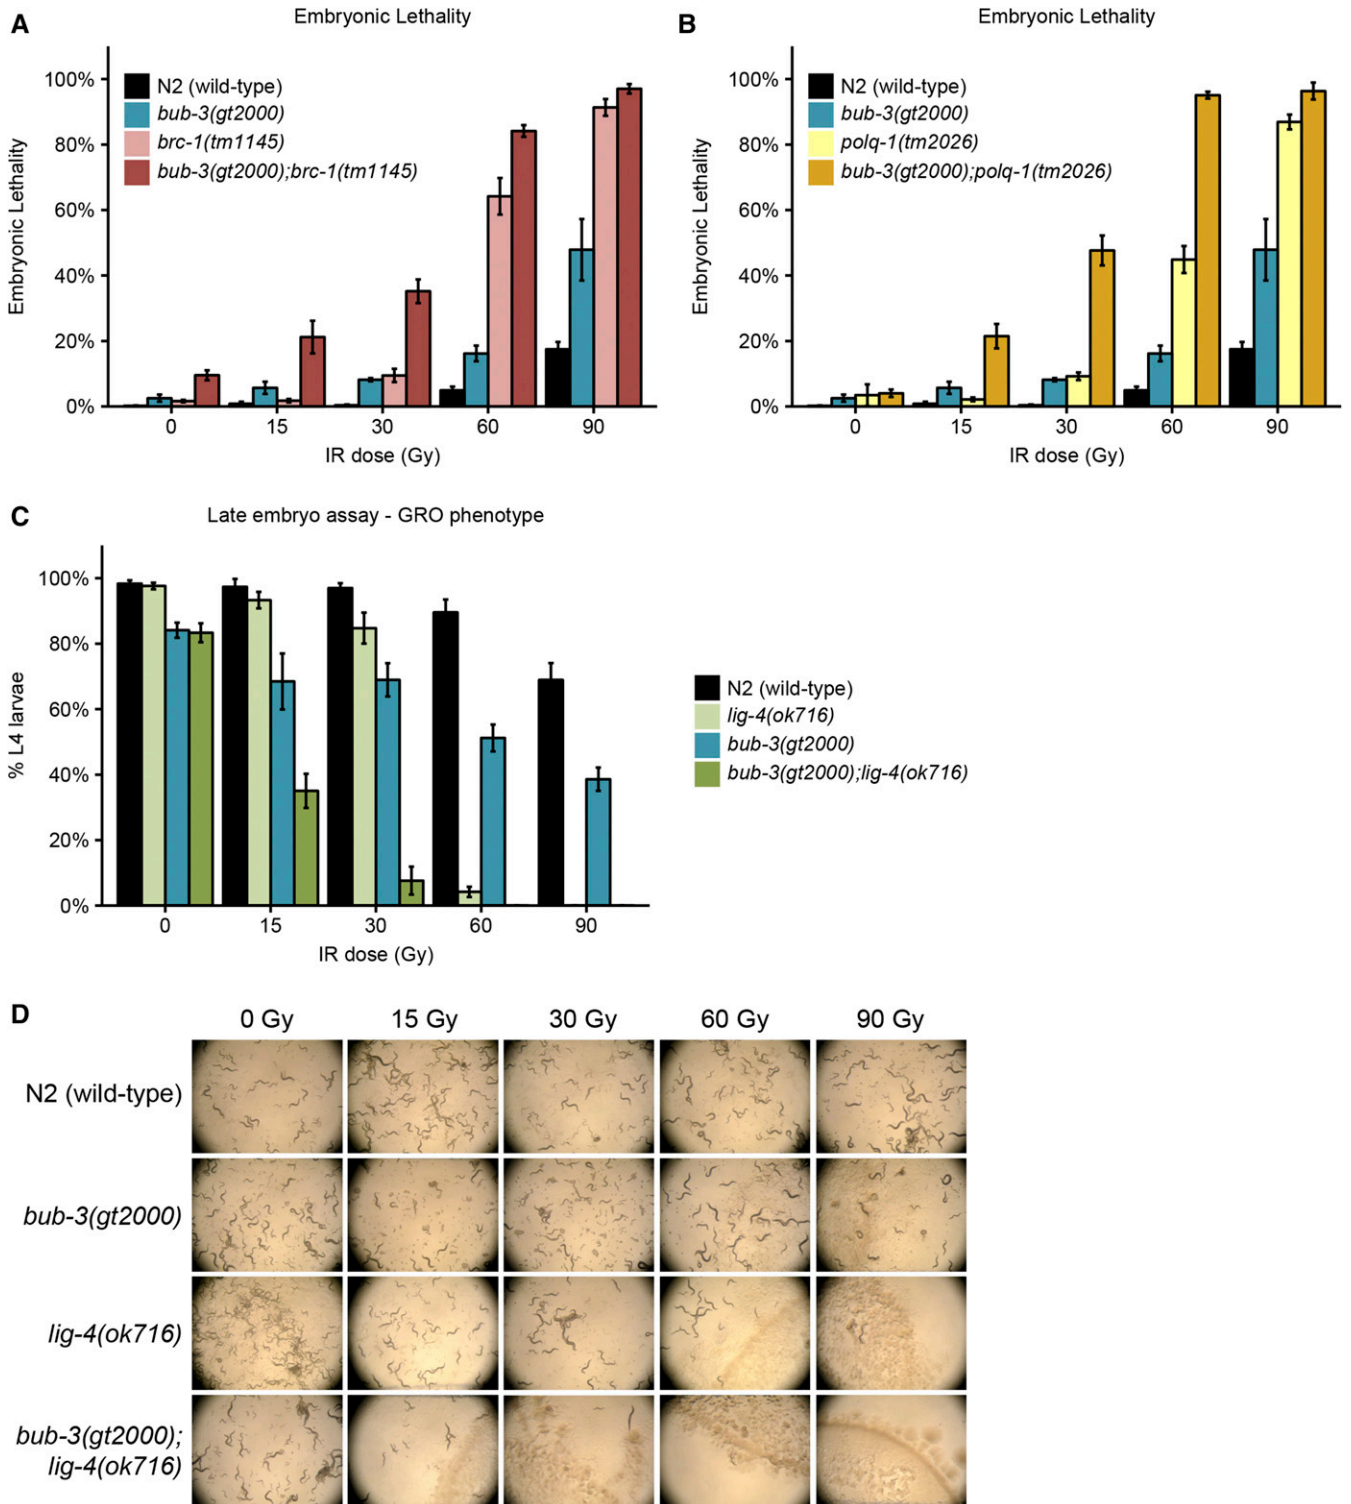 A
Embryonic Lethality
Embryonic Lethality
100%
80%
60%
40%
20%
0%
N2 (wild-type)
bub-3(gt2000)
brc-1(tm1145)
bub-3(gt2000);brc-1(tm1145)
0 15 30 60 90
IR dose (Gy)
B
Embryonic Lethality
Embryonic Lethality
100%
80%
60%
40%
20%
0%
N2 (wild-type)
bub-3(gt2000)
polq-1(tm2026)
bub-3(gt2000);polq-1(tm2026)
0 15 30 60 90
IR dose (Gy)
C
Late embryo assay - GRO phenotype
% L4 larvae
100%
80%
60%
40%
20%
0%
0 15 30 60 90
IR dose (Gy)
N2 (wild-type)
lig-4(ok716)
bub-3(gt2000)
bub-3(gt2000);lig-4(ok716)
D
0 Gy 15 Gy 30 Gy 60 Gy 90 Gy
N2 (wild-type)
bub-3(gt2000)
lig-4(ok716)
bub-3(gt2000);
lig-4(ok716)